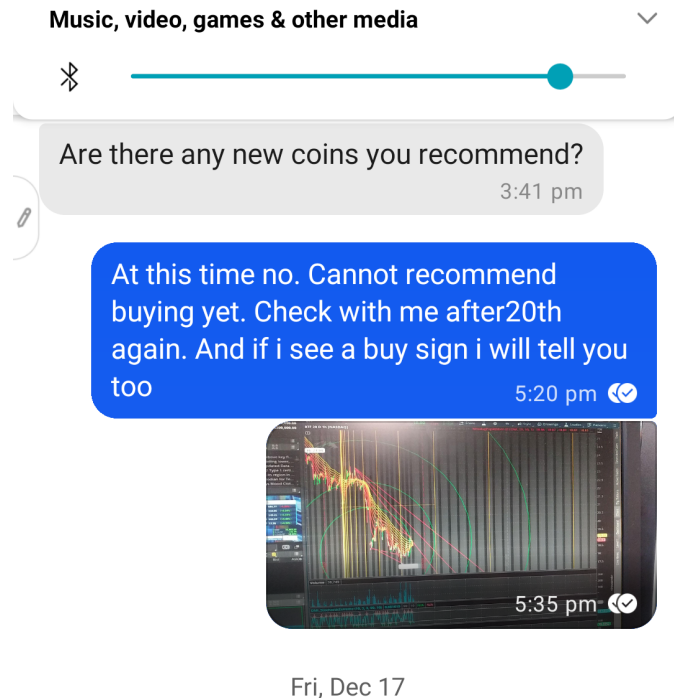 Music, video, games & other media
Are there any new coins you recommend?
3:41 pm
At this time no. Cannot recommend
buying yet. Check with me after20th
again. And if i see a buy sign i will tell you
too
5:20 pm
5:35 pm
Fri, Dec 17